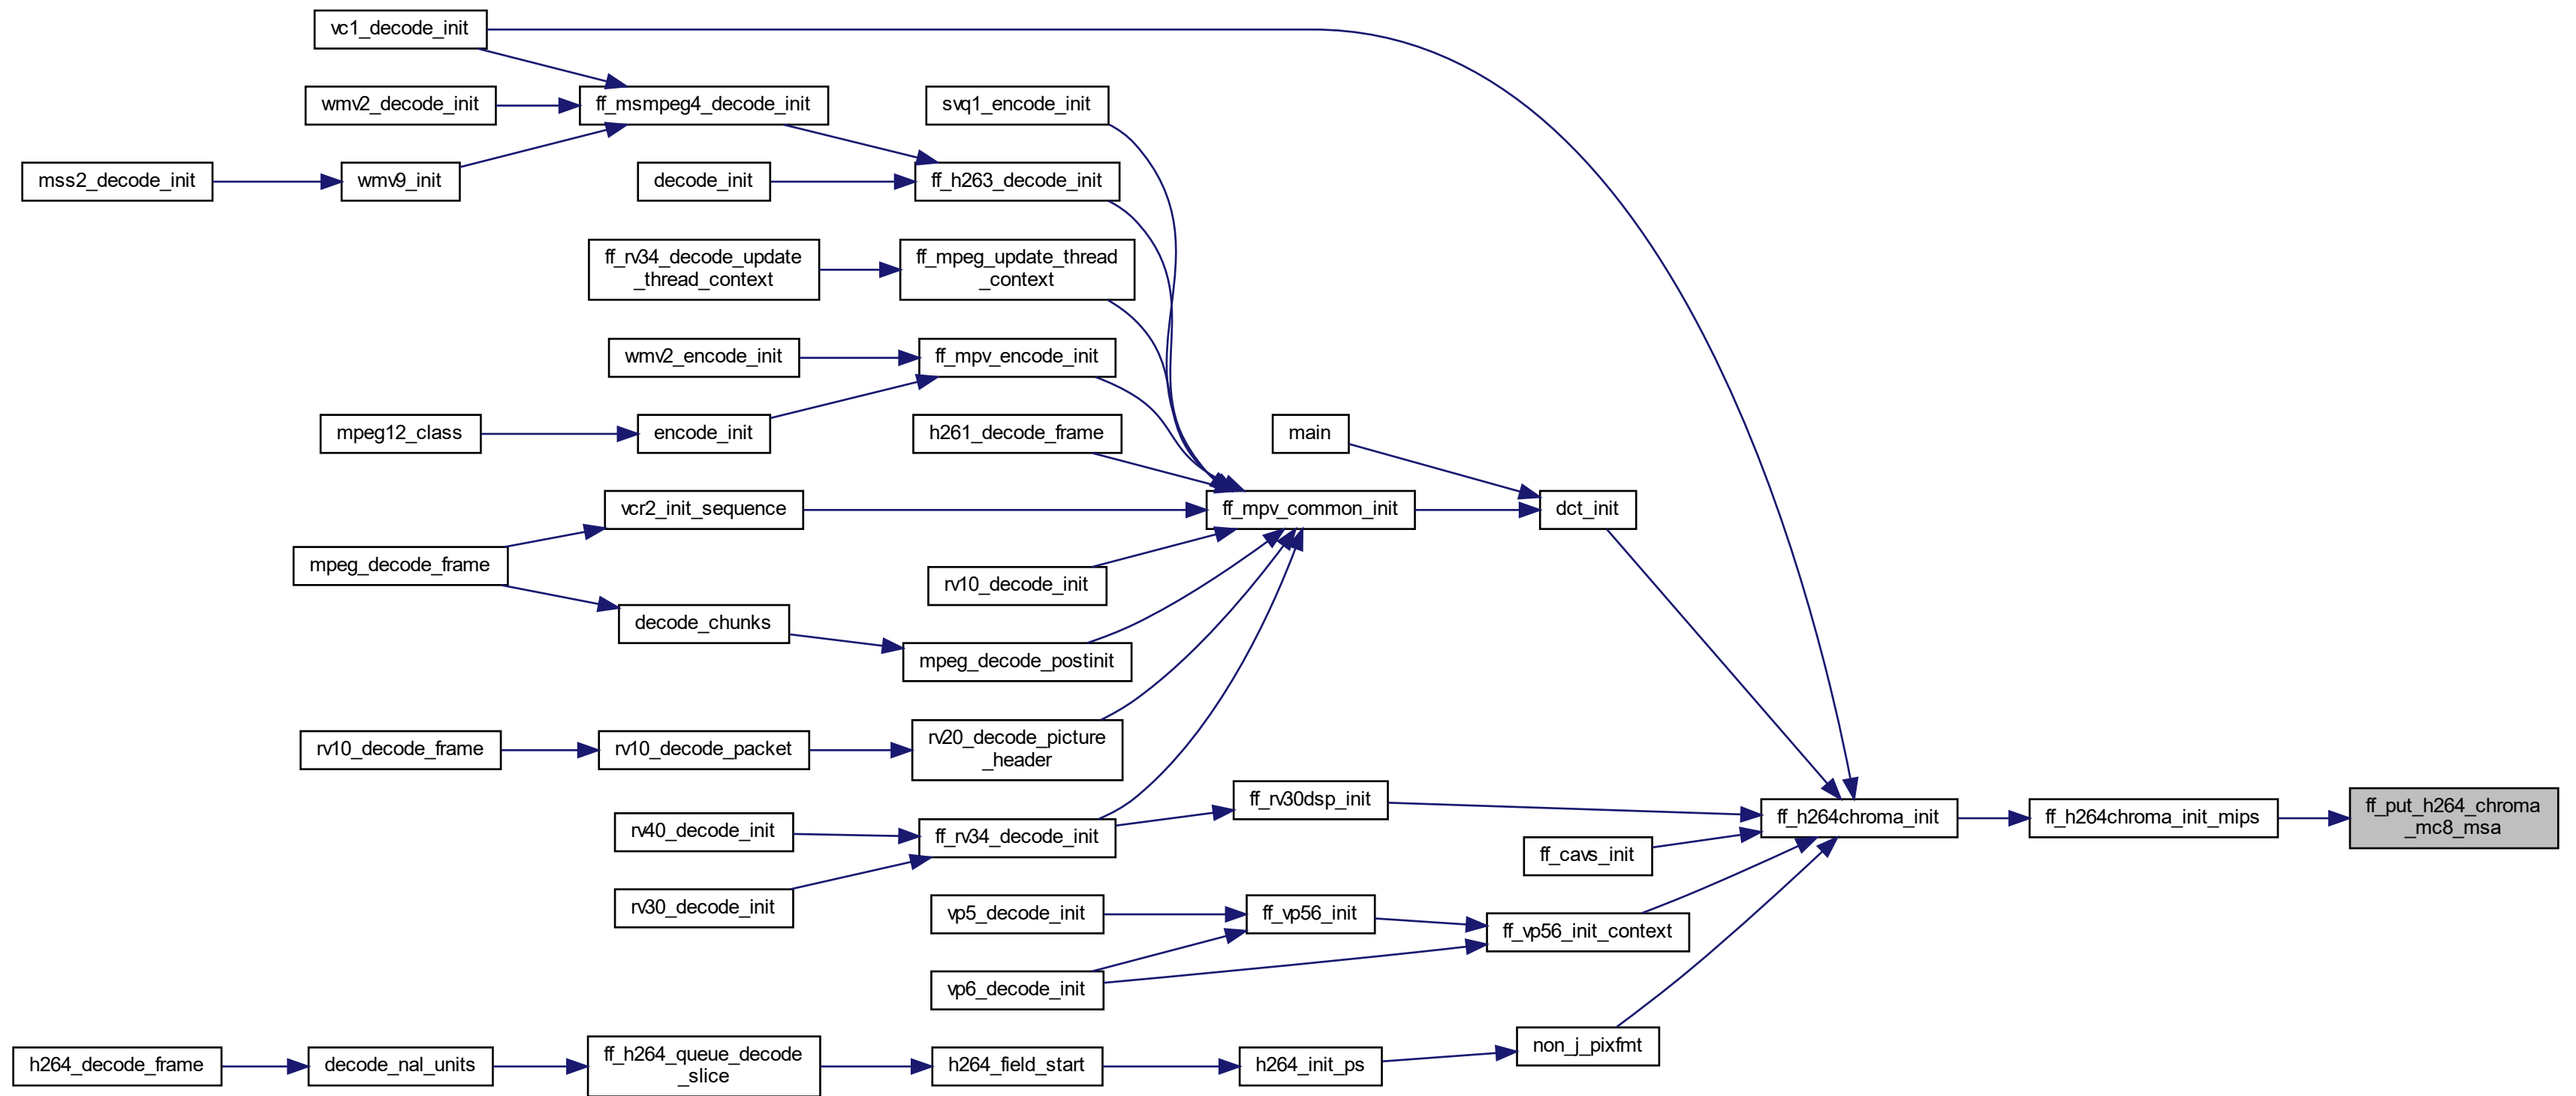 vc1_decode_init
wmv2_decode_init
ff_msmpeg4_decode_init
svq1_encode_init
mss2_decode_init
wmv9_init
decode_init
ff_h263_decode_init
ff_rv34_decode_update
_thread_context
ff_mpeg_update_thread
_context
wmv2_encode_init
ff_mpv_encode_init
mpeg12_class
encode_init
h261_decode_frame
main
vcr2_init_sequence
ff_mpv_common_init
dct_init
mpeg_decode_frame
rv10_decode_init
decode_chunks
mpeg_decode_postinit
rv10_decode_frame
rv10_decode_packet
rv20_decode_picture
_header
ff_rv30dsp_init
ff_h264chroma_init
ff_h264chroma_init_mips
ff_put_h264_chroma
_mc8_msa
rv40_decode_init
ff_rv34_decode_init
ff_cavs_init
rv30_decode_init
vp5_decode_init
ff_vp56_init
ff_vp56_init_context
vp6_decode_init
non_j_pixfmt
h264_decode_frame
decode_nal_units
ff_h264_queue_decode
_slice
h264_field_start
h264_init_ps